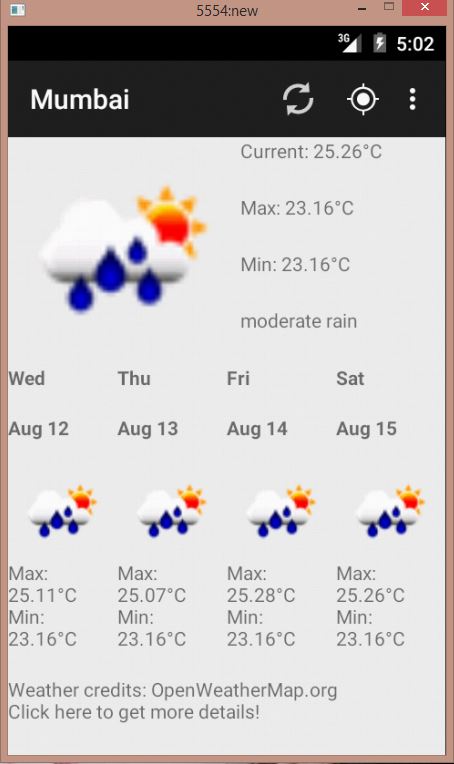 5554:new
3G 5:02
Mumbai
Current: 25.26°C
Max: 23.16°C
Min: 23.16°C
moderate rain
Wed Thu Fri Sat
Aug 12 Aug 13 Aug 14 Aug 15
Max: Max: Max: Max:
25.11°C 25.07°C 25.28°C 25.26°C
Min: Min: Min: Min:
23.16°C 23.16°C 23.16°C 23.16°C
Weather credits: OpenWeatherMap.org
Click here to get more details!